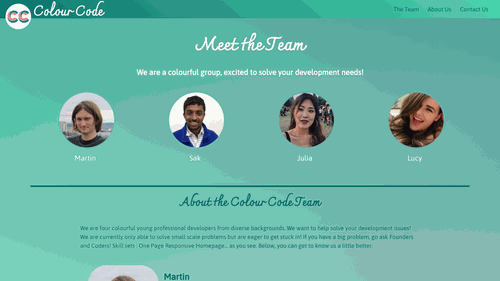 CC
Colour Code
The Team
About Us
Contact Us
Meet the Team
We are a colourful group, excited to solve your development needs!
Martin
Sak
Julia
Lucy
About the Colour Code Team
We are four colourful young professional developers from diverse backgrounds. We want to help solve your development issues!
We are currently only able to solve small scale problems but are eager to get stuck in! If you have a big problem, go ask Founders
and Coders! Skill sets : One Page Responsive Homepage... as you see. Below, you can get to know us a little better.
Martin